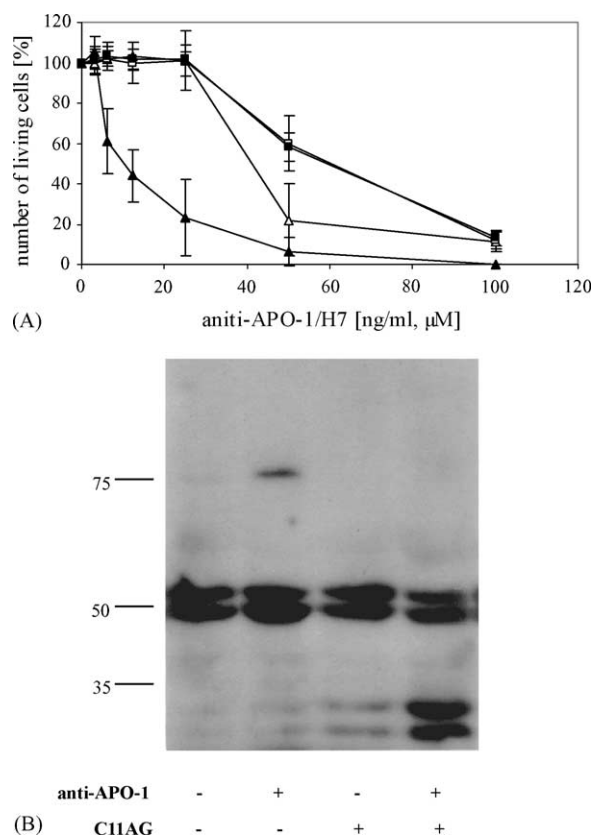 number of living cells [%]
120
100
80
60
40
20
0
0 20 40 60 80 100 120
(A) aniti-APO-1/H7 [ng/ml, µM]
75
50
35
anti-APO-1 - + - +
(B) C11AG - - + +